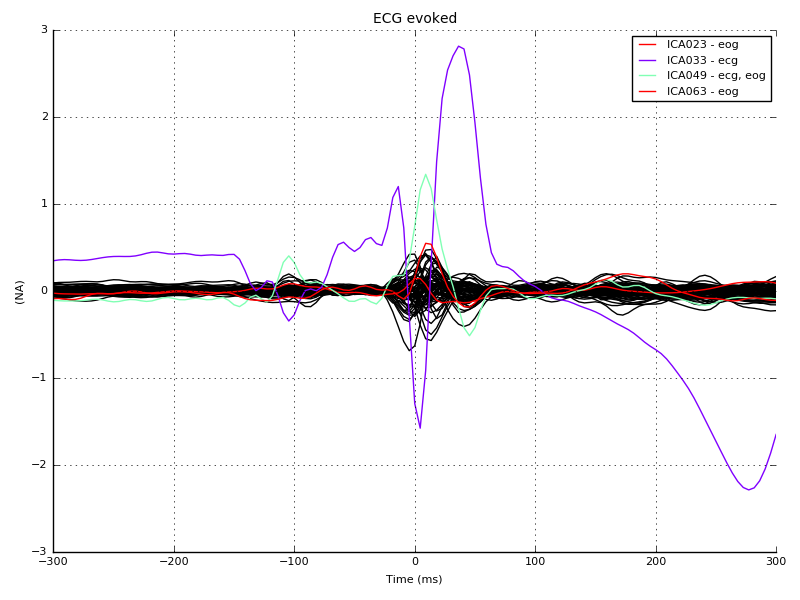 ECG evoked
3
2
1
0
−1
−2
−3
(NA)
ICA023 - eog
ICA033 - ecg
ICA049 - ecg, eog
ICA063 - eog
−300 −200 −100 0 100 200 300
Time (ms)